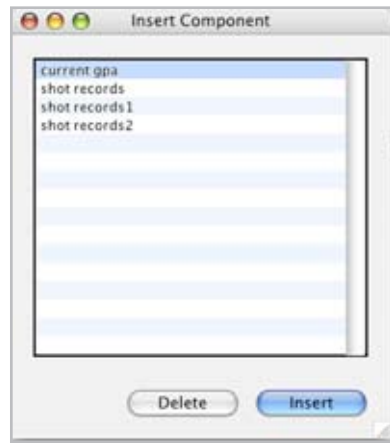 Insert Component
current gpa
shot records
shot records1
shot records2
Delete Insert